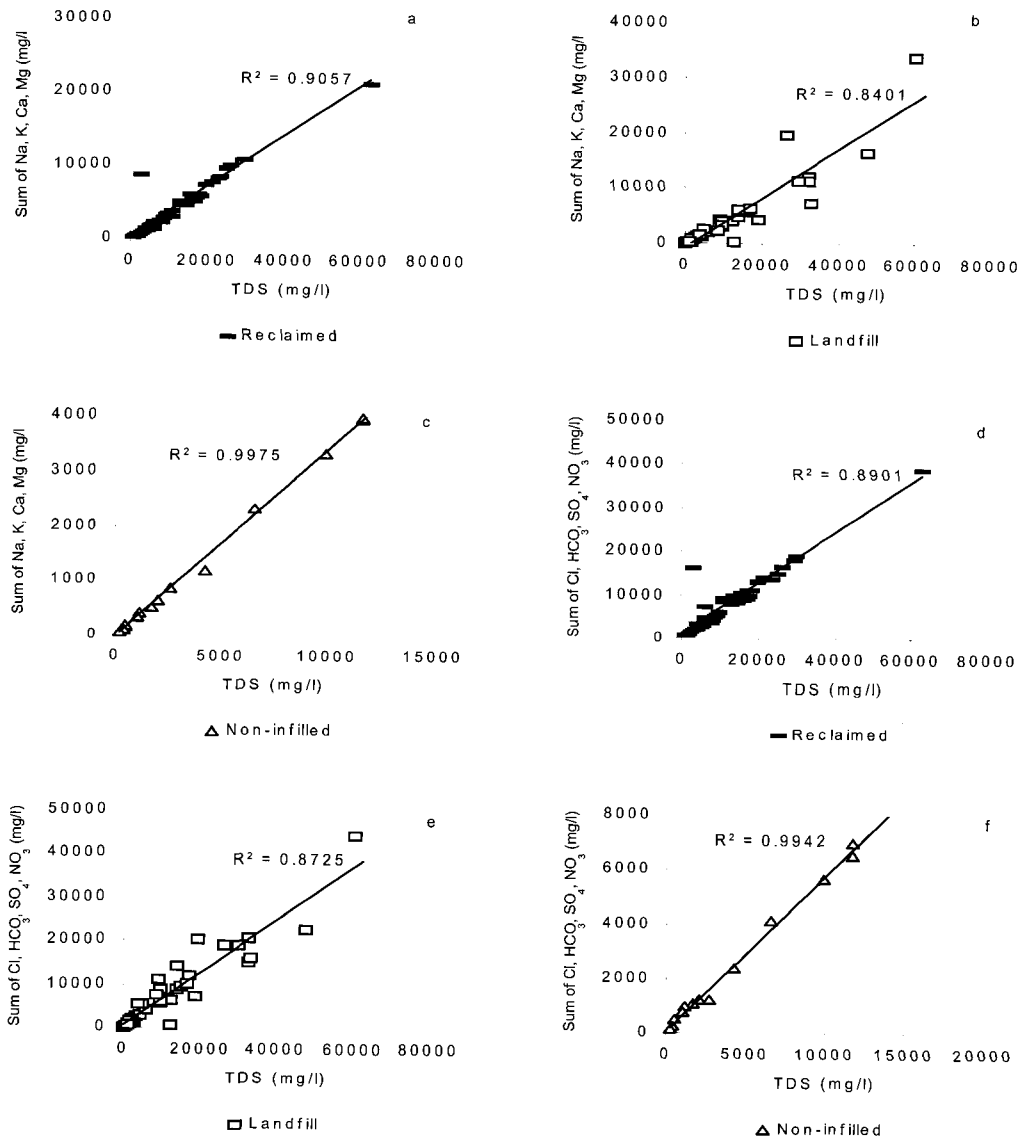 a
Sum of Na, K, Ca, Mg (mg/l
30000
20000
10000
0
R² = 0.9057
0 20000 40000 60000 80000
TDS (mg/l)
Reclaimed
b
Sum of Na, K, Ca, Mg (mg/l
40000
30000
20000
10000
0
R² = 0.8401
0 20000 40000 60000 80000
TDS (mg/l)
Landfill
c
Sum of Na, K, Ca, Mg (mg/l
4000
3000
2000
1000
0
R² = 0.9975
0 5000 10000 15000
TDS (mg/l)
Non-infilled
d
Sum of Cl, HCO₃, SO₄, NO₃ (mg/l)
50000
40000
30000
20000
10000
0
R² = 0.8901
0 20000 40000 60000 80000
TDS (mg/l)
Reclaimed
e
Sum of Cl, HCO₃, SO₄, NO₃ (mg/l)
50000
40000
30000
20000
10000
0
R² = 0.8725
0 20000 40000 60000 80000
TDS (mg/l)
Landfill
f
Sum of Cl, HCO₃, SO₄, NO₃ (mg/l)
8000
6000
4000
2000
0
R² = 0.9942
0 5000 10000 15000 20000
TDS (mg/l)
Non-infilled